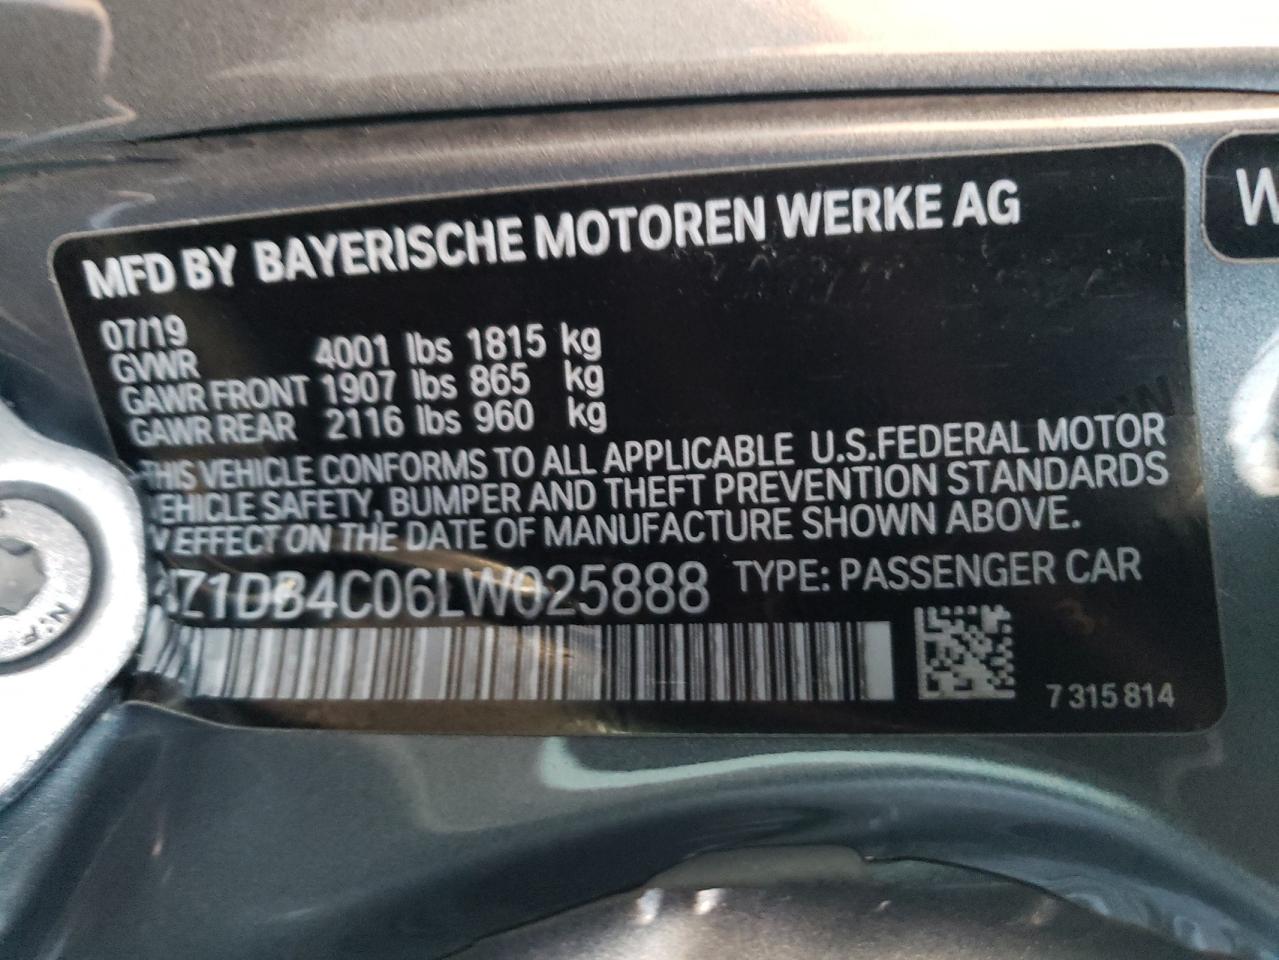 MFD BY BAYERISCHE MOTOREN WERKE AG
07/19
GVWR 4001 lbs 1815 kg
GAWR FRONT 1907 lbs 865 kg
GAWR REAR 2116 lbs 960 kg
THIS VEHICLE CONFORMS TO ALL APPLICABLE U.S.FEDERAL MOTOR
VEHICLE SAFETY, BUMPER AND THEFT PREVENTION STANDARDS
EFFECT ON THE DATE OF MANUFACTURE SHOWN ABOVE.
Z1DB4C06LW025888 TYPE: PASSENGER CAR
7 315 814